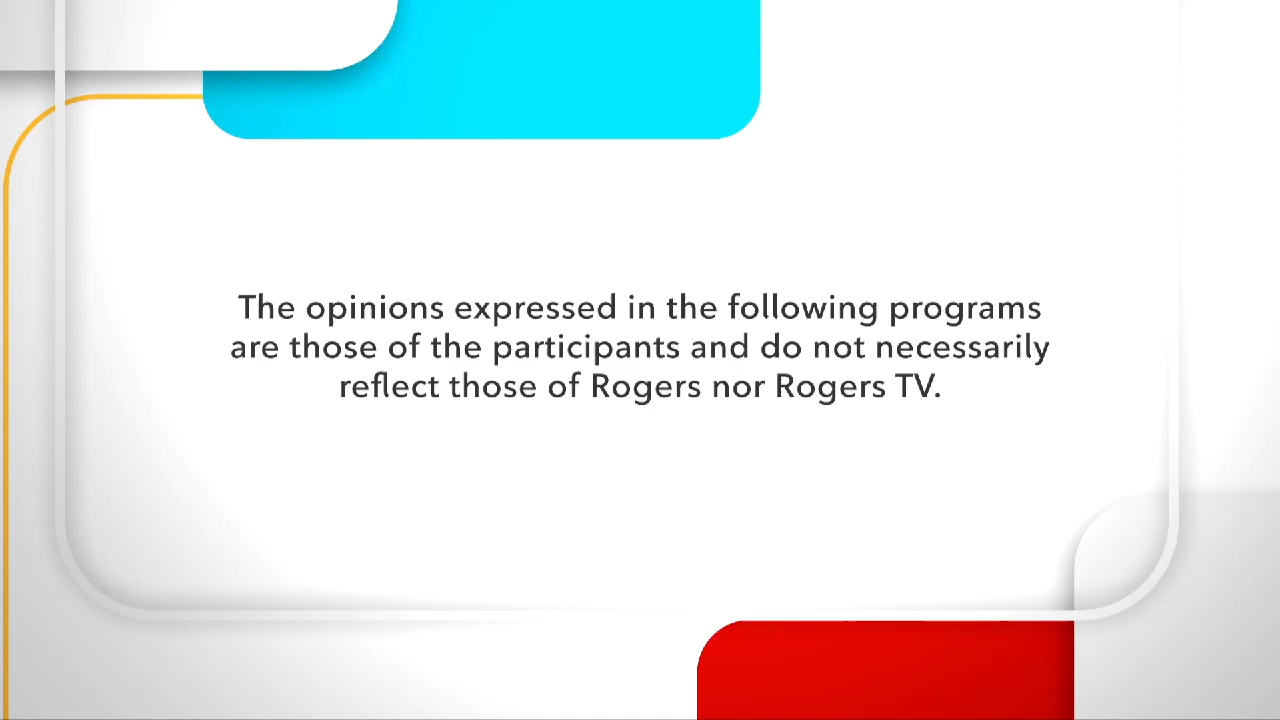 The opinions expressed in the following programs
are those of the participants and do not necessarily
reflect those of Rogers nor Rogers TV.